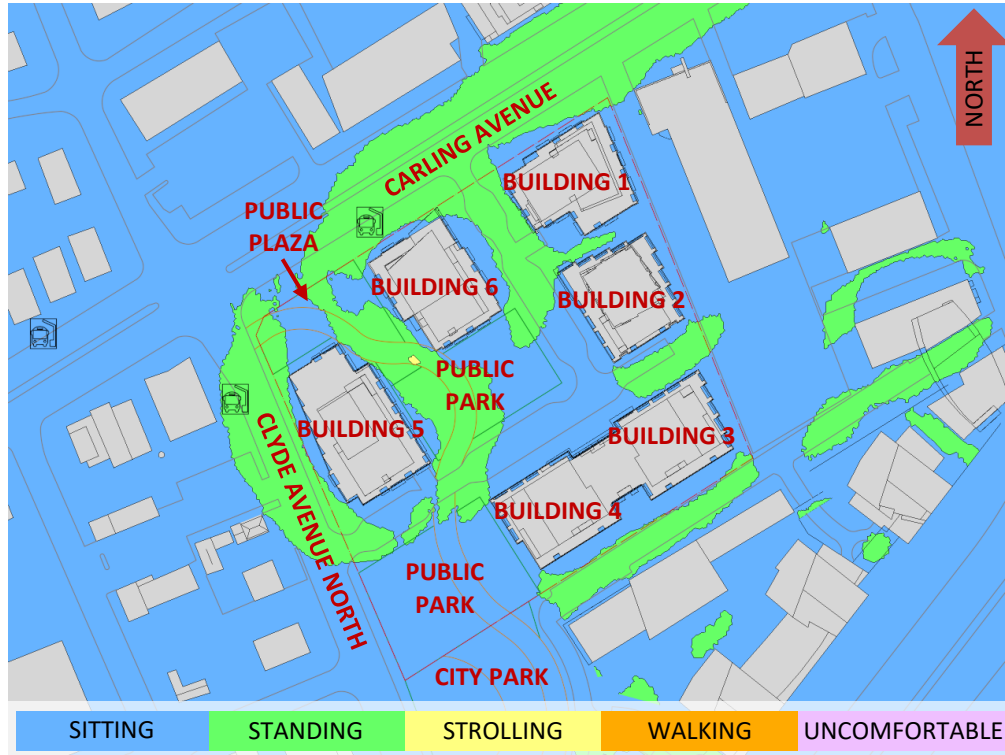 NORTH
CARLING AVENUE
BUILDING 1
PUBLIC
PLAZA
BUILDING 6
BUILDING 2
PUBLIC
PARK
BUILDING 5
BUILDING 3
CLYDE AVENUE NORTH
BUILDING 4
PUBLIC
PARK
CITY PARK
SITTING
STANDING
STROLLING
WALKING
UNCOMFORTABLE